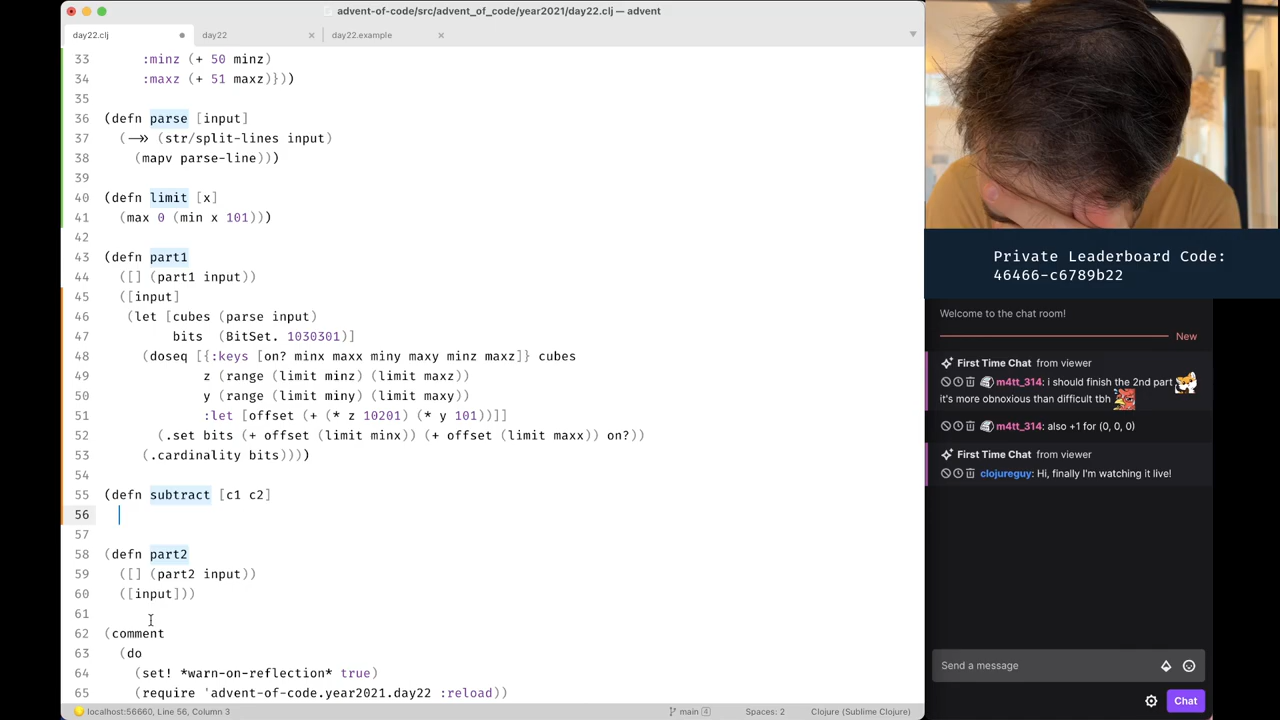 advent-of-code/src/advent_of_code/year2021/day22.clj — advent
day22.clj
day22
day22.example
33 :minz (+ 50 minz)
34 :maxz (+ 51 maxz)}))
35
36 (defn parse [input]
37 (->> (str/split-lines input)
38 (mapv parse-line)))
39
40 (defn limit [x]
41 (max 0 (min x 101)))
42
43 (defn part1
44 ([] (part1 input))
45 ([input]
46 (let [cubes (parse input)
47 bits (BitSet. 1030301)]
48 (doseq [{:keys [on? minx maxx miny maxy minz maxz]} cubes
49 z (range (limit minz) (limit maxz))
50 y (range (limit miny) (limit maxy))
51 :let [offset (+ (* z 10201) (* y 101))]]
52 (.set bits (+ offset (limit minx)) (+ offset (limit maxx)) on?))
53 (.cardinality bits))))
54
55 (defn subtract [c1 c2]
56
57
58 (defn part2
59 ([] (part2 input))
60 ([input]))
61
62 (comment
63 (do
64 (set! *warn-on-reflection* true)
65 (require 'advent-of-code.year2021.day22 :reload))
localhost:56660, Line 56, Column 3
main 4
Spaces: 2
Clojure (Sublime Clojure)
Private Leaderboard Code:
46466-c6789b22
Welcome to the chat room!
New
First Time Chat from viewer
m4tt_314: i should finish the 2nd part
it's more obnoxious than difficult tbh
m4tt_314: also +1 for (0, 0, 0)
First Time Chat from viewer
clojureguy: Hi, finally I'm watching it live!
Send a message
Chat